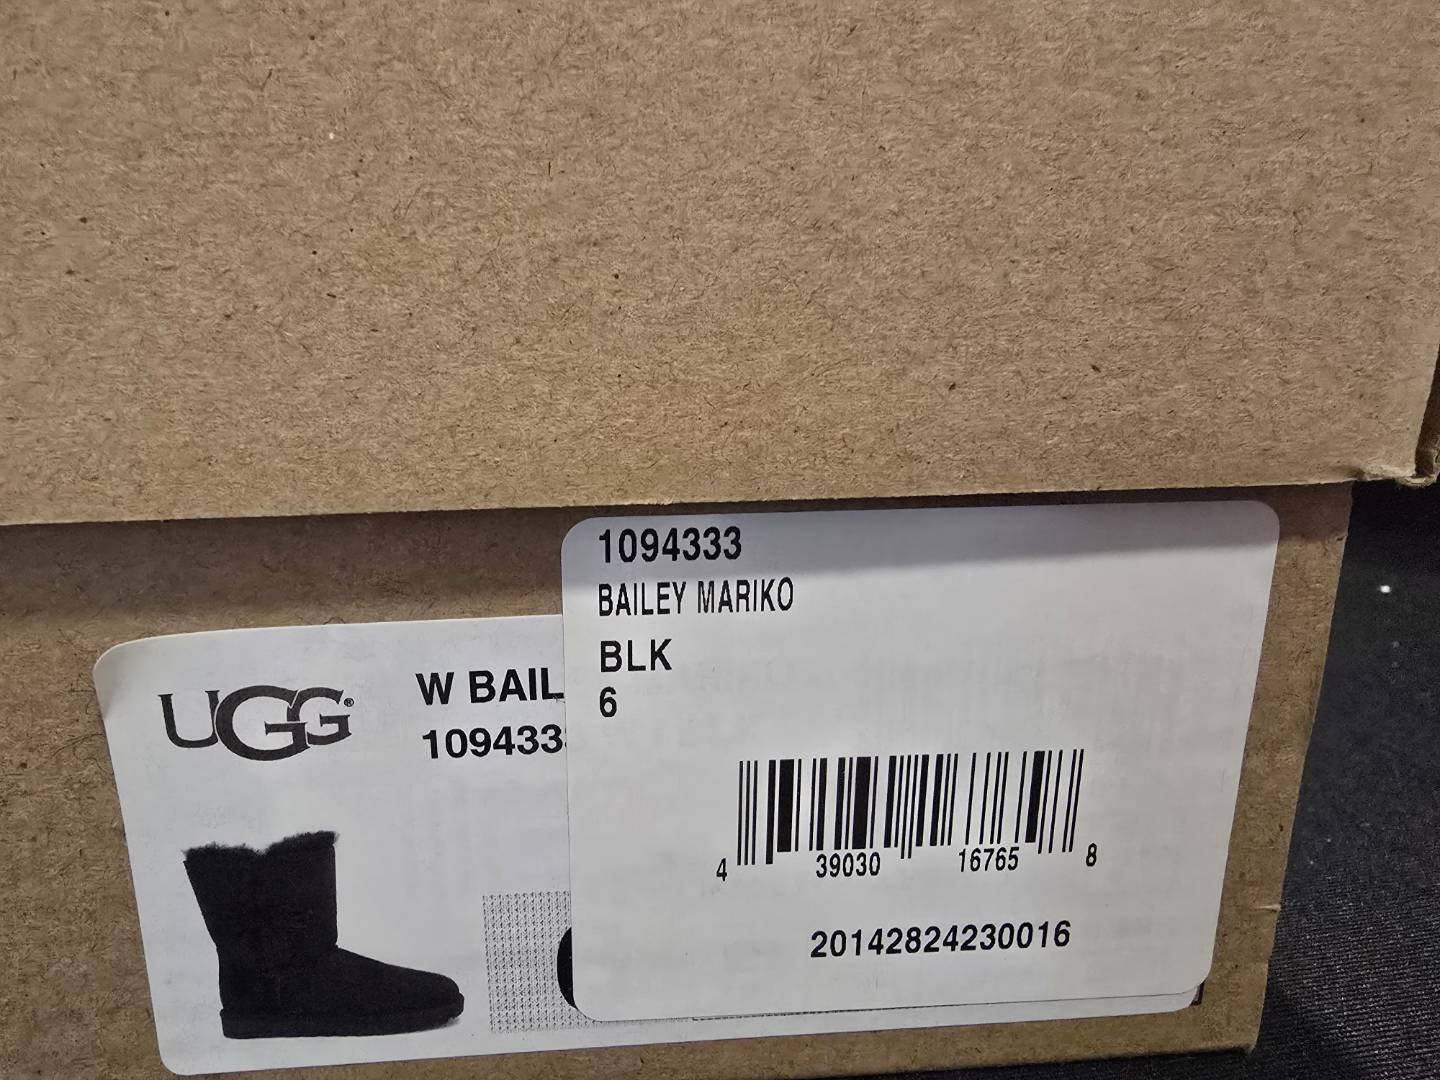 1094333
BAILEY MARIKO
BLK
6
4 39030 16765 8
20142824230016
UGG®
W BAIL
109433